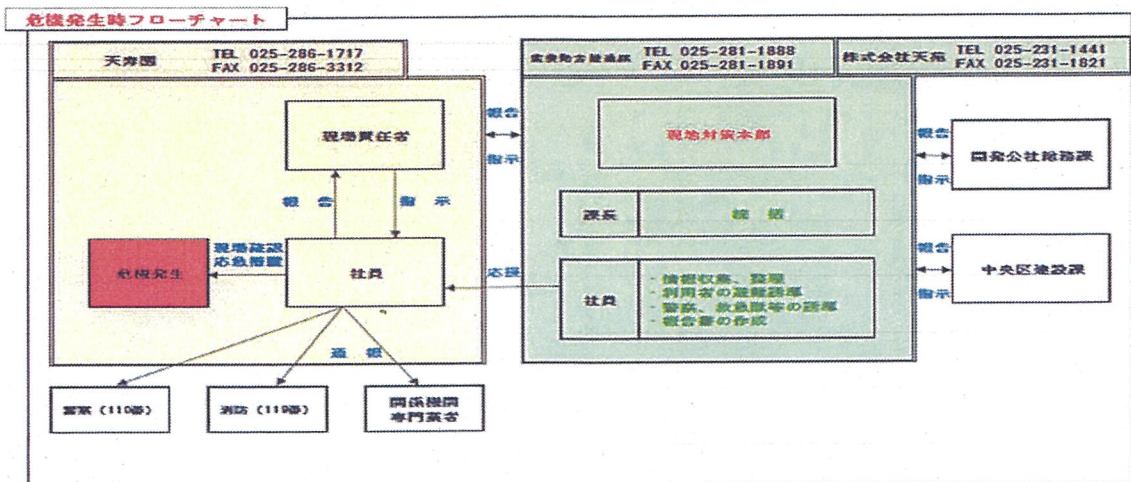 危機発生時フローチャート
天寿園
TEL 025-286-1717
FAX 025-286-3312
TEL 025-281-1888
FAX 025-281-1891
株式会社天苑
TEL 025-231-1441
FAX 025-231-1821
現場責任者
報告
指示
現地対策本部
報告
指示
開発公社総務課
報告
指示
課長
統括
危機発生
現場確認
応急措置
社員
応援
社員
・情報収集、整理
・利用者の避難誘導
・警察、救急隊等の誘導
・報告書の作成
報告
指示
中央区建設課
通報
警察（110番）
消防（119番）
関係機関
専門業者